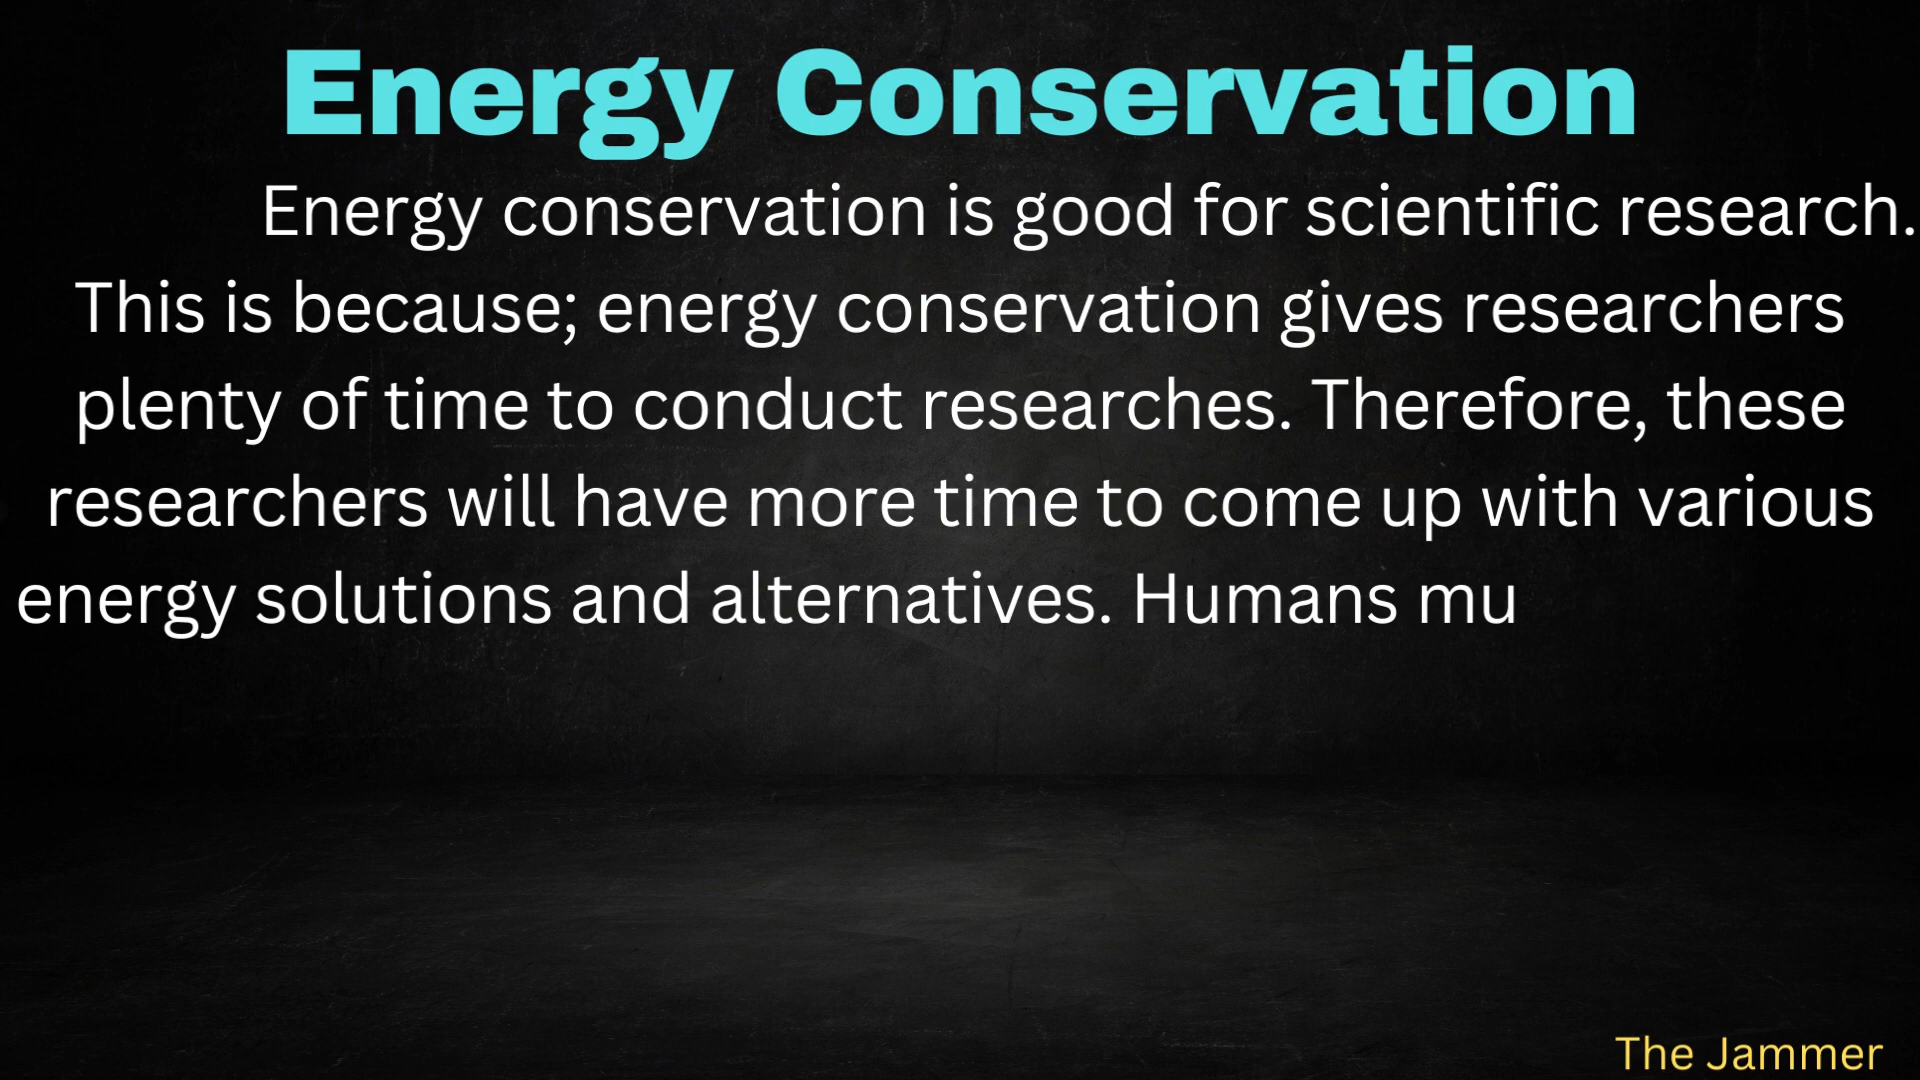 Energy Conservation
Energy conservation is good for scientific research.
This is because; energy conservation gives researchers
plenty of time to conduct researches. Therefore, these
researchers will have more time to come up with various
energy solutions and alternatives. Humans mu
The Jammer